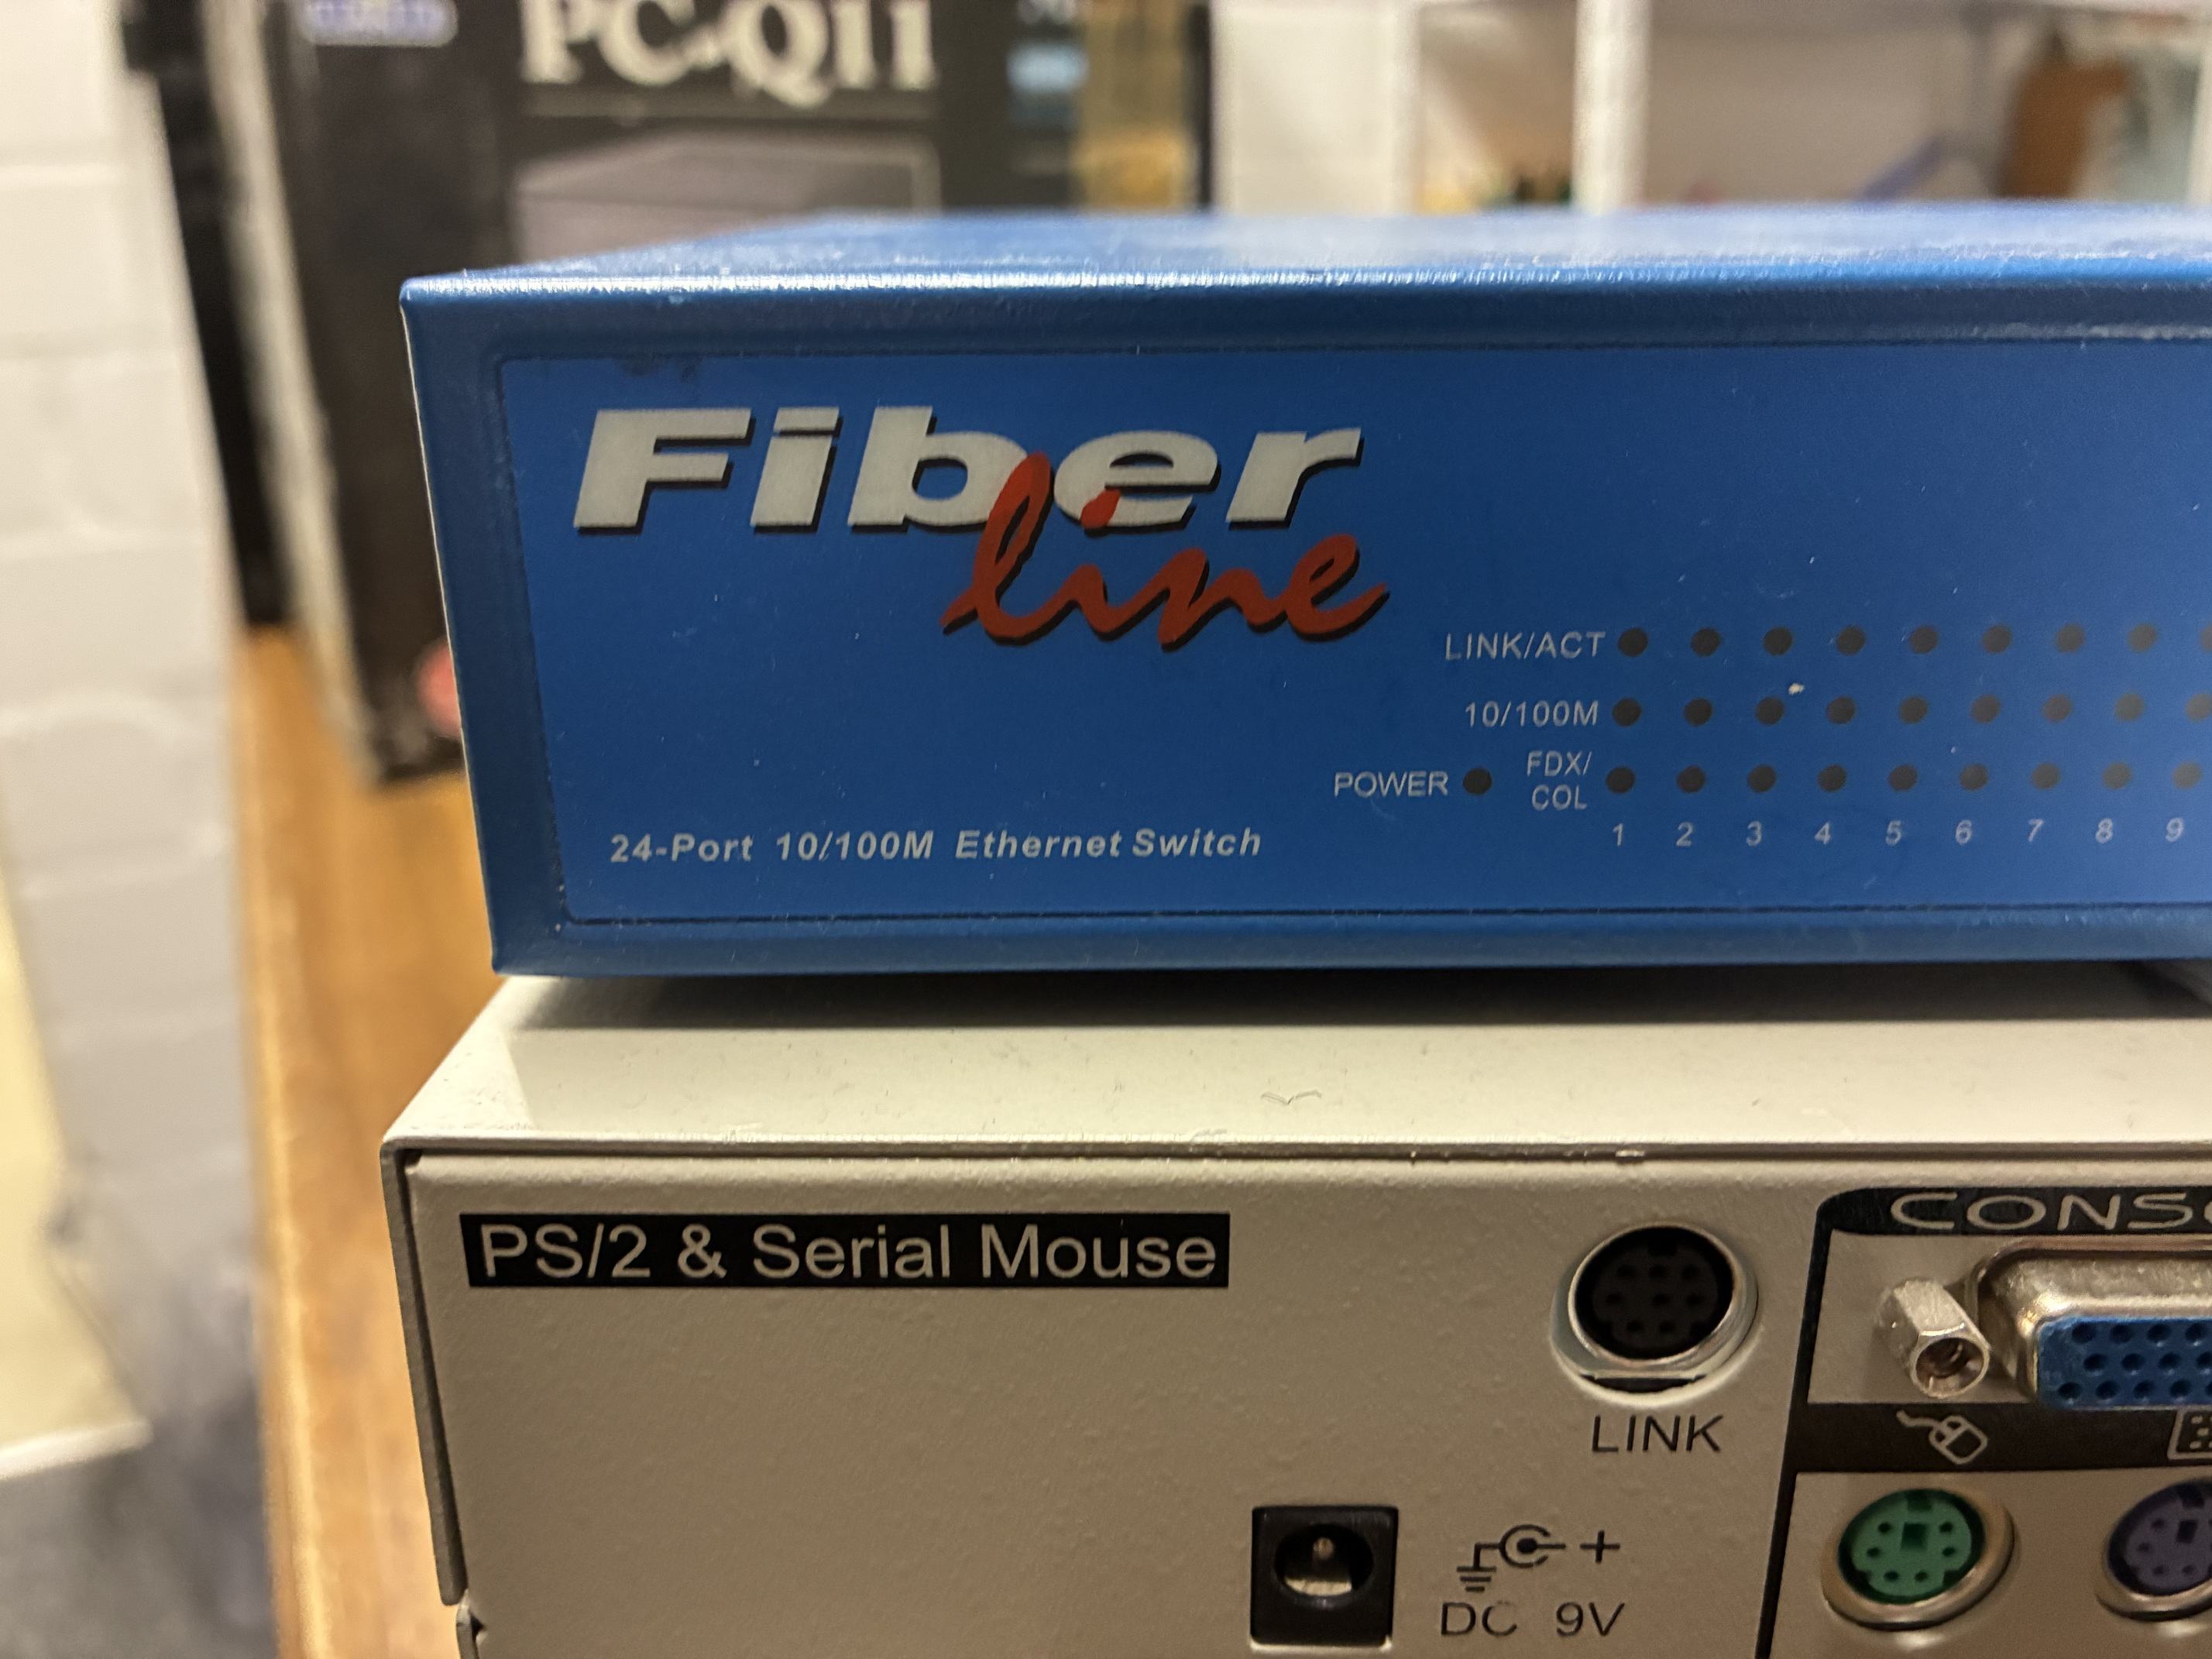 PC-Q11
Fiber
line
LINK/ACT
10/100M
POWER
FDX/
COL
1 2 3 4 5 6 7 8 9
24-Port 10/100M Ethernet Switch
PS/2 & Serial Mouse
LINK
DC 9V